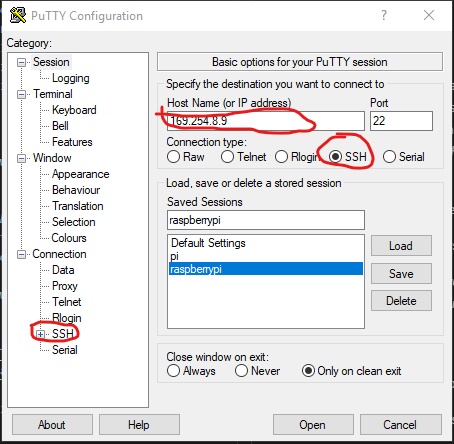 PuTTY Configuration
Category:
Session
Logging
Terminal
Keyboard
Bell
Features
Window
Appearance
Behaviour
Translation
Selection
Colours
Connection
Data
Proxy
Telnet
Rlogin
SSH
Serial
Basic options for your PuTTY session
Specify the destination you want to connect to
Host Name (or IP address) Port
169.254.8.9 22
Connection type:
Raw Telnet Rlogin SSH Serial
Load, save or delete a stored session
Saved Sessions
raspberrypi
Default Settings
pi
raspberrypi
Load
Save
Delete
Close window on exit:
Always Never Only on clean exit
About Help Open Cancel